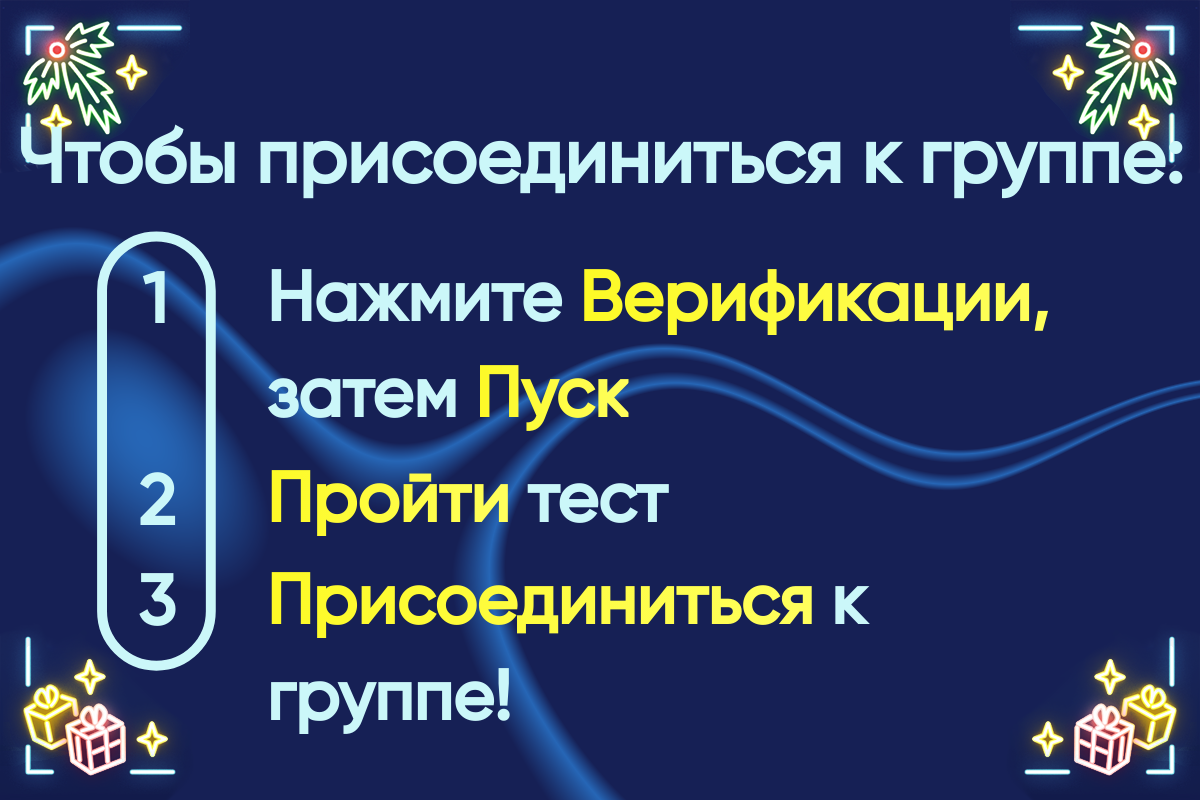 Чтобы присоединиться к группе:
1 Нажмите Верификации,
затем Пуск
2 Пройти тест
3 Присоединиться к
группе!